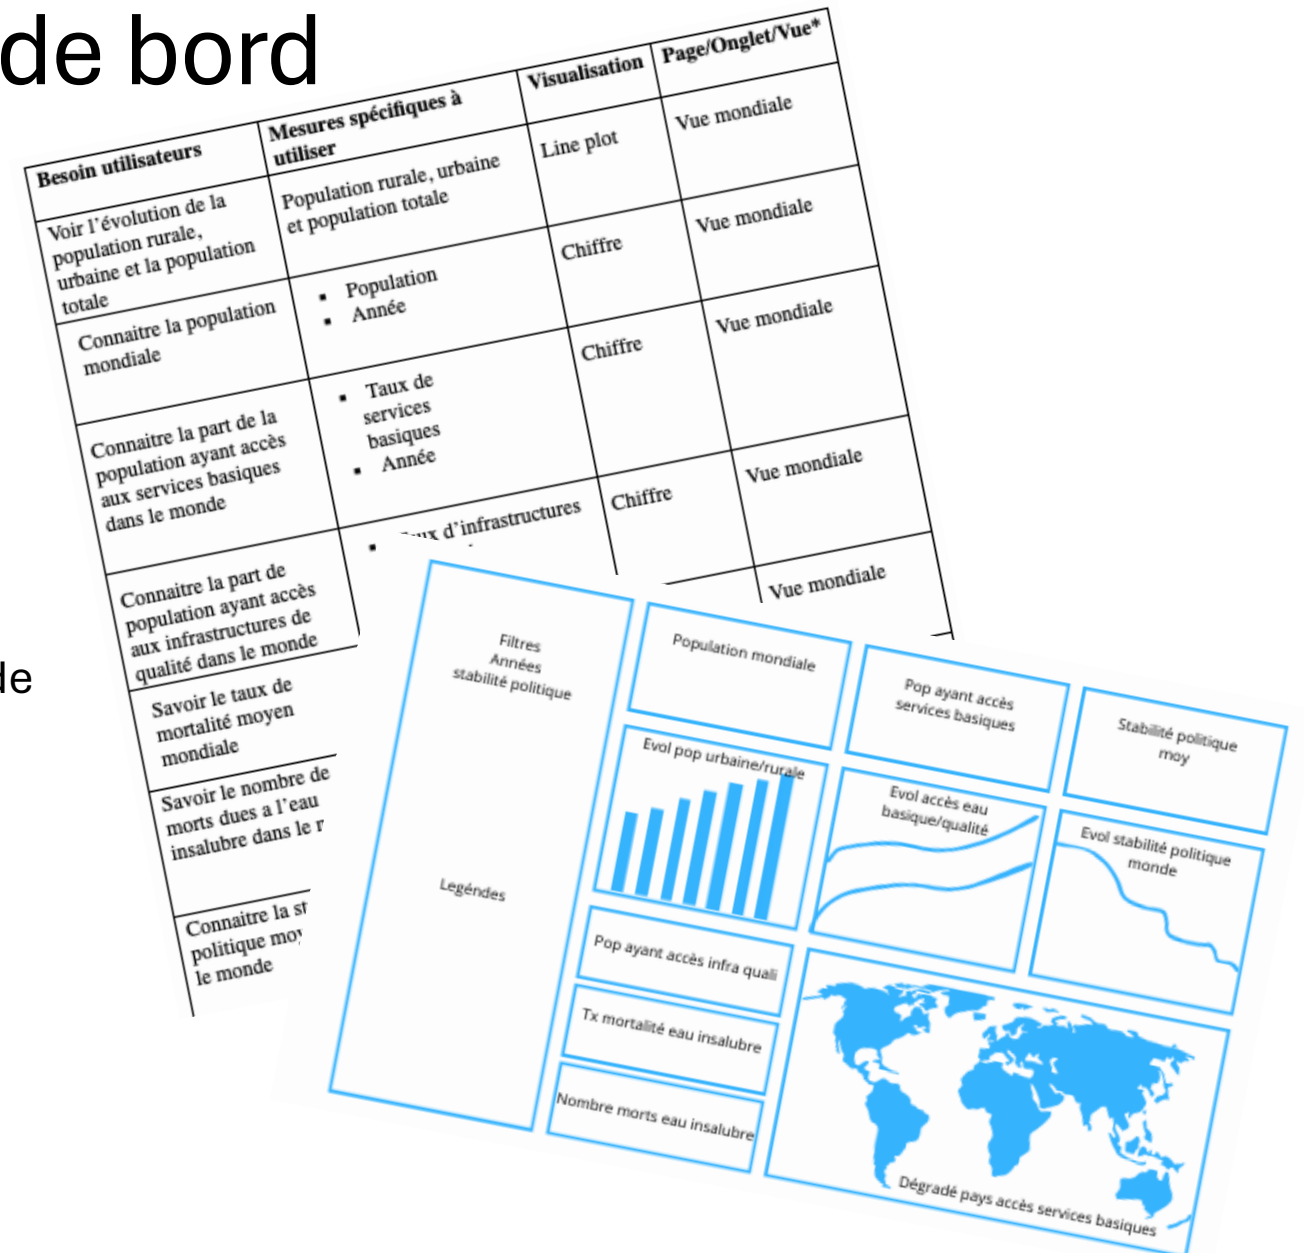 de bord
Besoin utilisateurs
Mesures spécifiques à
utiliser
Visualisation
Page/Onglet/Vue*
Voir l’évolution de la
population rurale,
urbaine et la population
totale
Population rurale, urbaine
et population totale
Line plot
Vue mondiale
Connaitre la population
mondiale
▪ Population
▪ Année
Chiffre
Vue mondiale
Connaitre la part de la
population ayant accès
aux services basiques
dans le monde
▪ Taux de
services
basiques
▪ Année
Chiffre
Vue mondiale
Connaitre la part de
population ayant accès
aux infrastructures de
qualité dans le monde
▪ d’infrastructures
Chiffre
Vue mondiale
Savoir le taux de
mortalité moyen
mondiale
Vue mondiale
Savoir le nombre de
morts dues a l’eau
insalubre dans le
Connaitre la
politique
le monde
de
Filtres
Années
stabilité politique
Legéndes
Population mondiale
Pop ayant accès
services basiques
Stabilité politique
moy
Evol pop urbaine/rurale
Evol accès eau
basique/qualité
Evol stabilité politique
monde
Pop ayant accès infra quali
Tx mortalité eau insalubre
Nombre morts eau insalubre
Dégradé pays accès services basiques